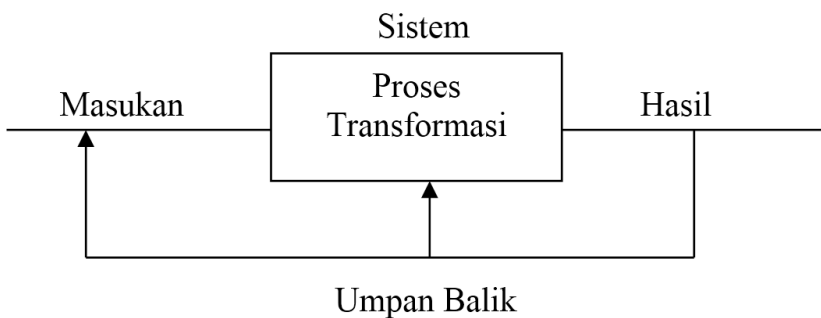 Sistem
Masukan
Proses
Transformasi
Hasil
Umpan Balik